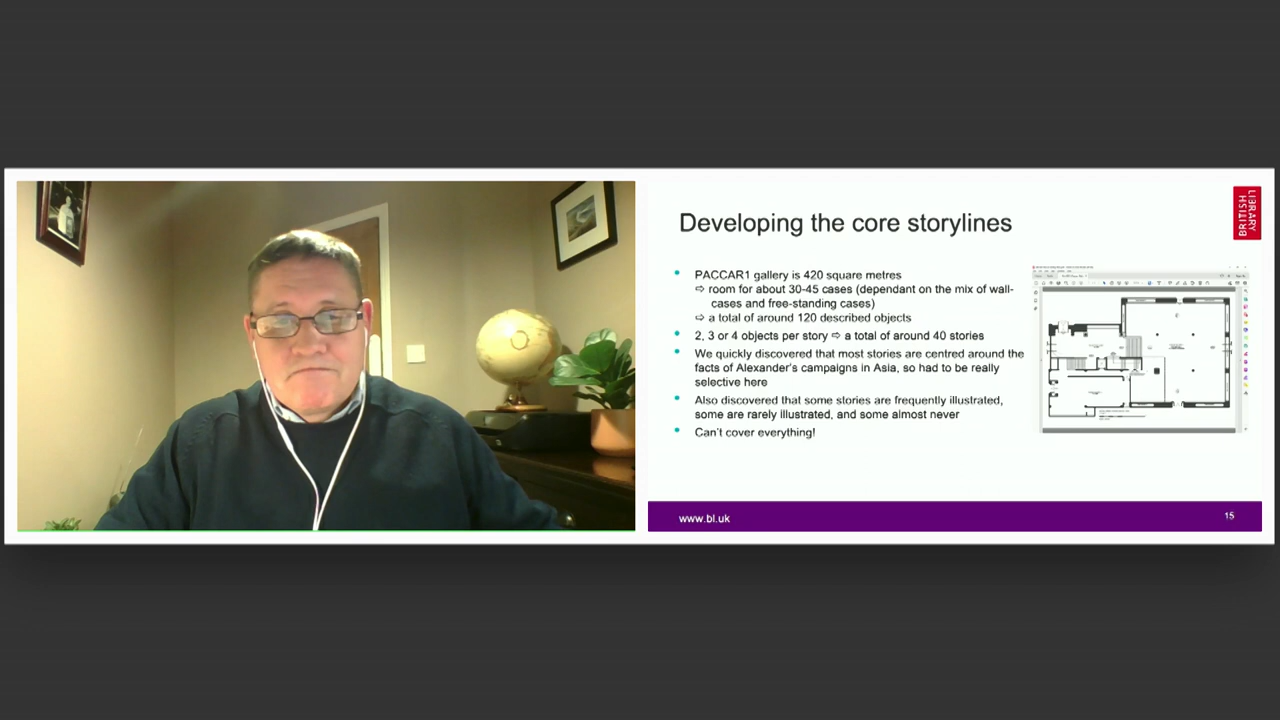 Developing the core storylines
BRITISH
LIBRARY
PACCAR1 gallery is 420 square metres
⇨ room for about 30-45 cases (dependant on the mix of wall-
cases and free-standing cases)
⇨ a total of around 120 described objects
2, 3 or 4 objects per story ⇨ a total of around 40 stories
We quickly discovered that most stories are centred around the
facts of Alexander's campaigns in Asia, so had to be really
selective here
Also discovered that some stories are frequently illustrated,
some are rarely illustrated, and some almost never
Can't cover everything!
www.bl.uk
15